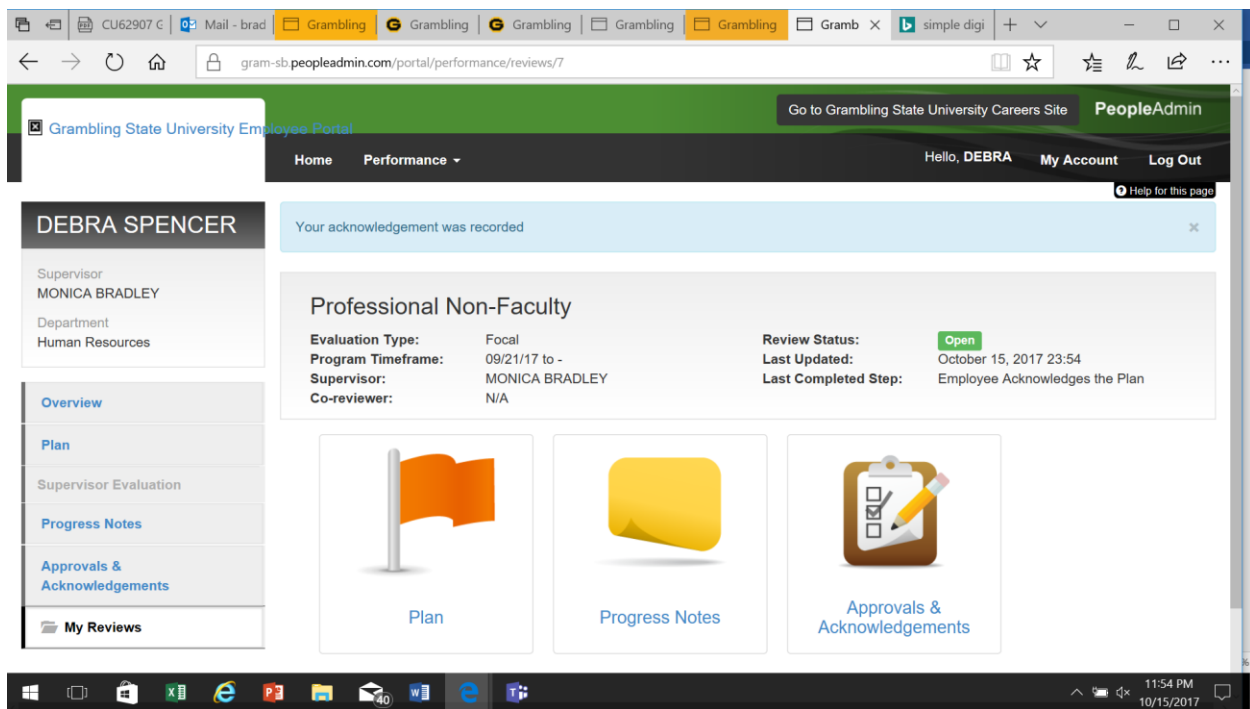 CU62907 G
Mail - brad
Grambling
Grambling
Grambling
Grambling
Grambling
Gramb
simple digi
gram-sb.peopleadmin.com/portal/performance/reviews/7
Grambling State University Employee Portal
Go to Grambling State University Careers Site
PeopleAdmin
Home Performance
Hello, DEBRA My Account Log Out
Help for this page
DEBRA SPENCER
Supervisor
MONICA BRADLEY
Department
Human Resources
Overview
Plan
Supervisor Evaluation
Progress Notes
Approvals &
Acknowledgements
My Reviews
Your acknowledgement was recorded
Professional Non-Faculty
Evaluation Type: Focal
Program Timeframe: 09/21/17 to -
Supervisor: MONICA BRADLEY
Co-reviewer: N/A
Review Status: Open
Last Updated: October 15, 2017 23:54
Last Completed Step: Employee Acknowledges the Plan
Plan
Progress Notes
Approvals &
Acknowledgements
40
11:54 PM
10/15/2017